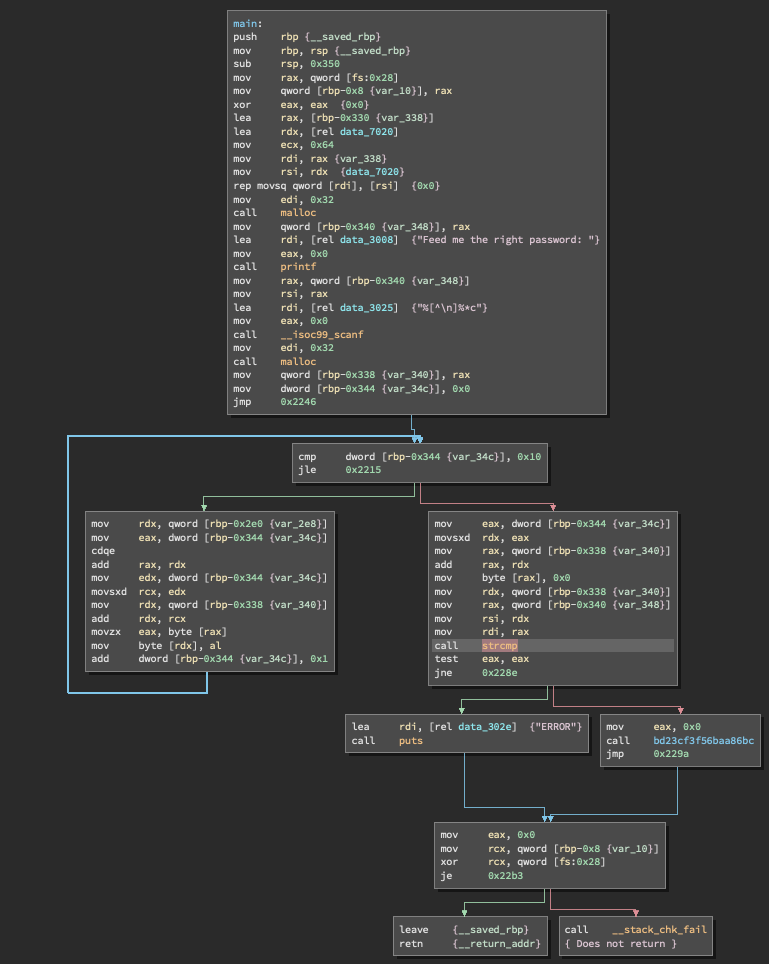 main:
push rbp {__saved_rbp}
mov rbp, rsp {__saved_rbp}
sub rsp, 0x350
mov rax, qword [fs:0x28]
mov qword [rbp-0x8 {var_10}], rax
xor eax, eax {0x0}
lea rax, [rbp-0x330 {var_338}]
lea rdx, [rel data_7020]
mov ecx, 0x64
mov rdi, rax {var_338}
mov rsi, rdx {data_7020}
rep movsq qword [rdi], [rsi] {0x0}
mov edi, 0x32
call malloc
mov qword [rbp-0x340 {var_348}], rax
lea rdi, [rel data_3008] {"Feed me the right password: "}
mov eax, 0x0
call printf
mov rax, qword [rbp-0x340 {var_348}]
mov rsi, rax
lea rdi, [rel data_3025] {"%[^\n]%*c"}
mov eax, 0x0
call __isoc99_scanf
mov edi, 0x32
call malloc
mov qword [rbp-0x338 {var_340}], rax
mov dword [rbp-0x344 {var_34c}], 0x0
jmp 0x2246
cmp dword [rbp-0x344 {var_34c}], 0x10
jle 0x2215
mov rdx, qword [rbp-0x2e0 {var_2e8}]
mov eax, dword [rbp-0x344 {var_34c}]
cdqe
add rax, rdx
mov edx, dword [rbp-0x344 {var_34c}]
movsxd rcx, edx
mov rdx, qword [rbp-0x338 {var_340}]
add rdx, rcx
movzx eax, byte [rax]
mov byte [rdx], al
add dword [rbp-0x344 {var_34c}], 0x1
mov eax, dword [rbp-0x344 {var_34c}]
movsxd rdx, eax
mov rax, qword [rbp-0x338 {var_340}]
add rax, rdx
mov byte [rax], 0x0
mov rdx, qword [rbp-0x338 {var_340}]
mov rax, qword [rbp-0x340 {var_348}]
mov rsi, rdx
mov rdi, rax
call strcmp
test eax, eax
jne 0x228e
lea rdi, [rel data_302e] {"ERROR"}
call puts
mov eax, 0x0
call bd23cf3f56baa86bc
jmp 0x229a
mov eax, 0x0
mov rcx, qword [rbp-0x8 {var_10}]
xor rcx, qword [fs:0x28]
je 0x22b3
leave {__saved_rbp}
retn {__return_addr}
call __stack_chk_fail
{ Does not return }